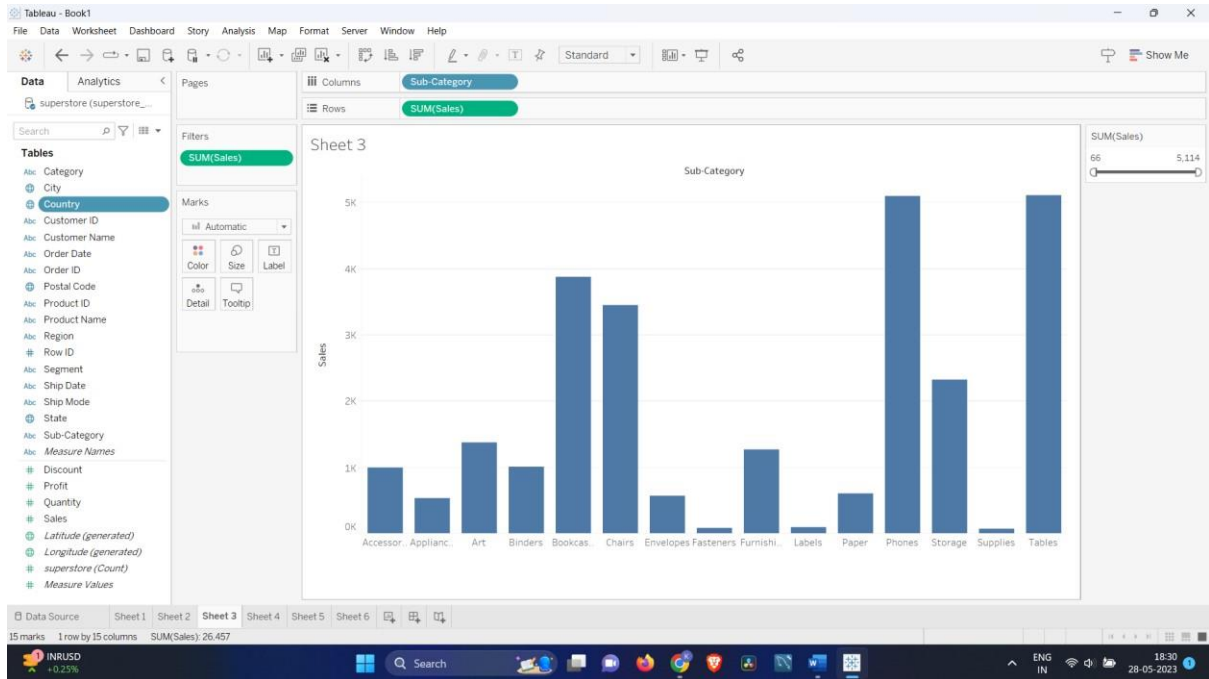 Tableau - Book1
File Data Worksheet Dashboard Story Analysis Map Format Server Window Help
Standard
Show Me
Data Analytics
superstore (superstore_...
Search
Tables
Abc Category
City
Country
Abc Customer ID
Abc Customer Name
Abc Order Date
Abc Order ID
Postal Code
Abc Product ID
Abc Product Name
Abc Region
# Row ID
Abc Segment
Abc Ship Date
Abc Ship Mode
State
Abc Sub-Category
Abc Measure Names
# Discount
# Profit
# Quantity
# Sales
Latitude (generated)
Longitude (generated)
# superstore (Count)
# Measure Values
Pages
Filters
SUM(Sales)
Marks
Automatic
Color Size Label
Detail Tooltip
Columns Sub-Category
Rows SUM(Sales)
Sheet 3
Sub-Category
Sales
5K
4K
3K
2K
1K
0K
Accessor.. Applianc.. Art Binders Bookcas.. Chairs Envelopes Fasteners Furnishi.. Labels Paper Phones Storage Supplies Tables
SUM(Sales)
66 5,114
Data Source Sheet 1 Sheet 2 Sheet 3 Sheet 4 Sheet 5 Sheet 6
15 marks 1 row by 15 columns SUM(Sales): 26,457
1 INRUSD
+0.25%
Search
ENG
IN
18:30
28-05-2023
1